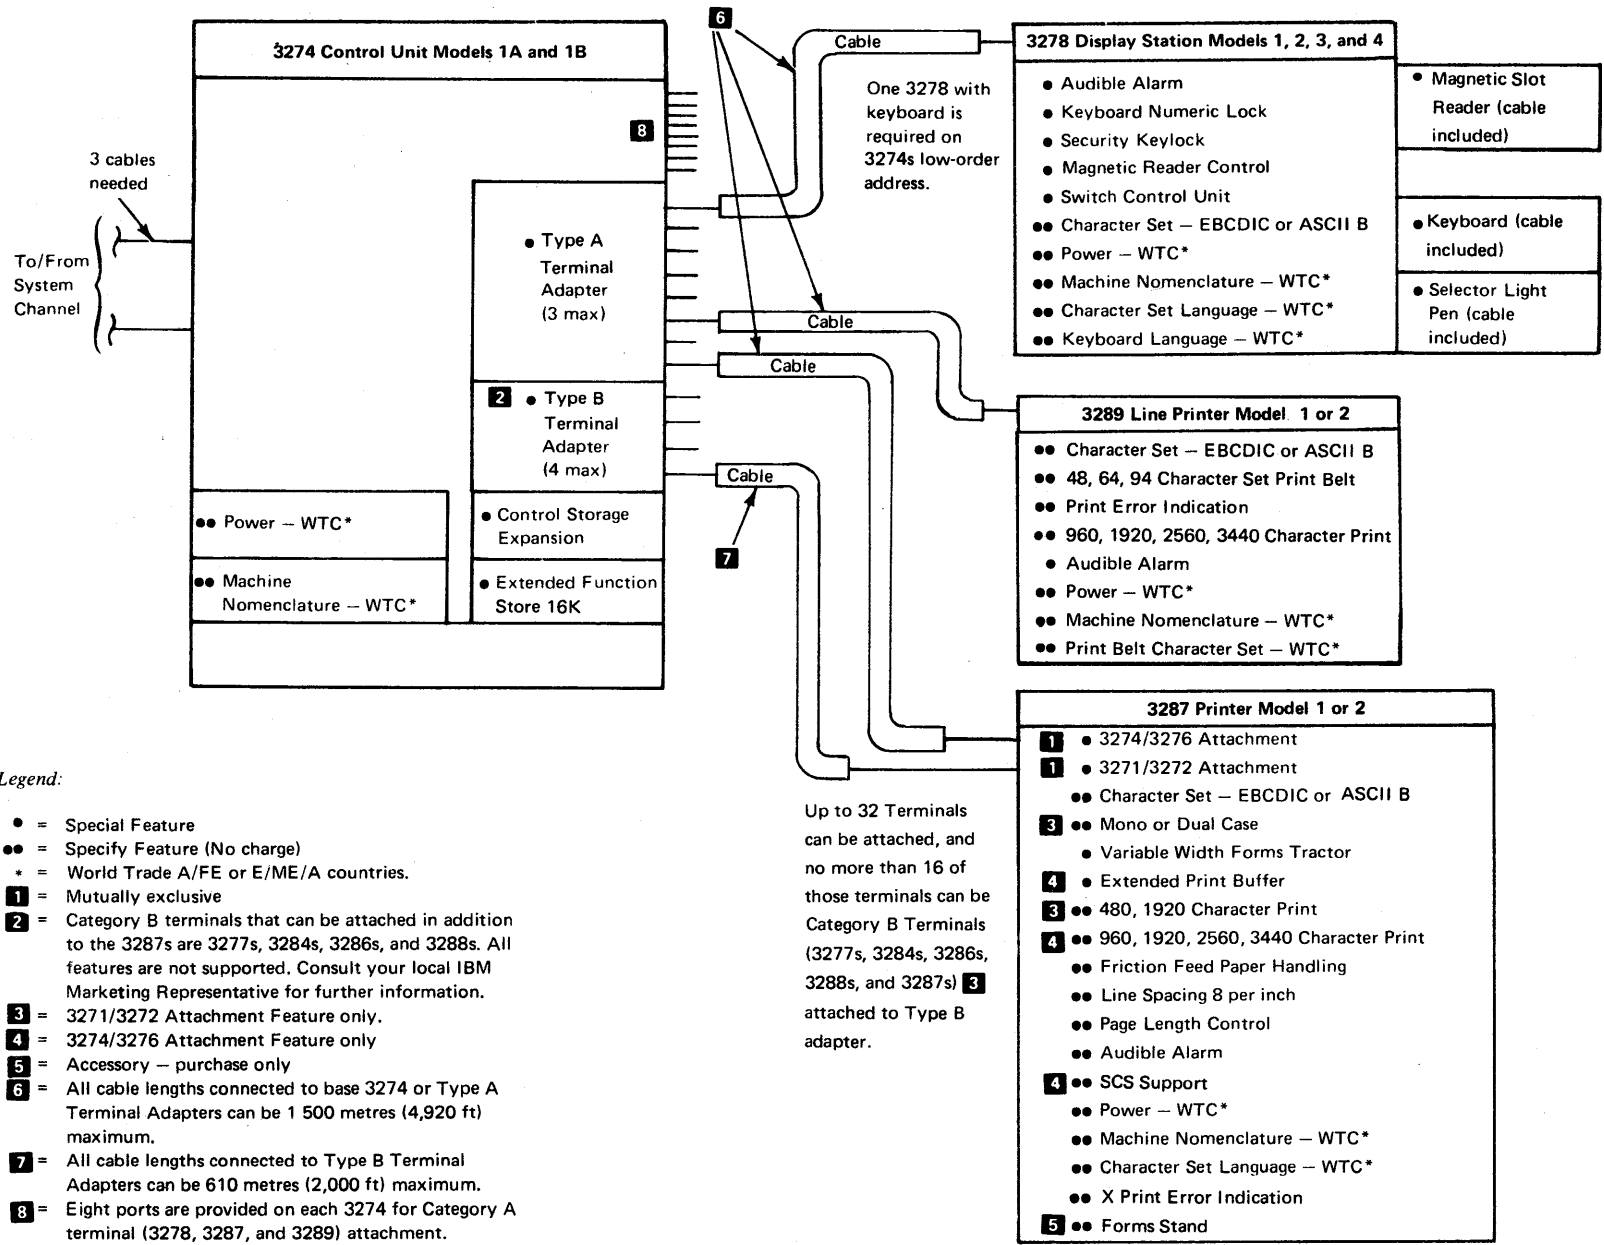 3274 Control Unit Models 1A and 1B
8
3 cables
needed
To/From
System
Channel
● Type A
Terminal
Adapter
(3 max)
2 ● Type B
Terminal
Adapter
(4 max)
●● Power — WTC*
●● Machine
Nomenclature — WTC*
● Control Storage
Expansion
● Extended Function
Store 16K
6
Cable
One 3278 with
keyboard is
required on
3274s low-order
address.
Cable
Cable
Cable
7
3278 Display Station Models 1, 2, 3, and 4
● Audible Alarm
● Keyboard Numeric Lock
● Security Keylock
● Magnetic Reader Control
● Switch Control Unit
●● Character Set — EBCDIC or ASCII B
●● Power — WTC*
●● Machine Nomenclature — WTC*
●● Character Set Language — WTC*
●● Keyboard Language — WTC*
● Magnetic Slot
Reader (cable
included)
● Keyboard (cable
included)
● Selector Light
Pen (cable
included)
3289 Line Printer Model 1 or 2
●● Character Set — EBCDIC or ASCII B
●● 48, 64, 94 Character Set Print Belt
●● Print Error Indication
●● 960, 1920, 2560, 3440 Character Print
● Audible Alarm
●● Power — WTC*
●● Machine Nomenclature — WTC*
●● Print Belt Character Set — WTC*
3287 Printer Model 1 or 2
1 ● 3274/3276 Attachment
1 ● 3271/3272 Attachment
●● Character Set — EBCDIC or ASCII B
3 ●● Mono or Dual Case
● Variable Width Forms Tractor
4 ● Extended Print Buffer
3 ●● 480, 1920 Character Print
4 ●● 960, 1920, 2560, 3440 Character Print
●● Friction Feed Paper Handling
●● Line Spacing 8 per inch
●● Page Length Control
●● Audible Alarm
4 ●● SCS Support
●● Power — WTC*
●● Machine Nomenclature — WTC*
●● Character Set Language — WTC*
●● X Print Error Indication
5 ●● Forms Stand
Up to 32 Terminals
can be attached, and
no more than 16 of
those terminals can be
Category B Terminals
(3277s, 3284s, 3286s,
3288s, and 3287s) 3
attached to Type B
adapter.
Legend:
● = Special Feature
●● = Specify Feature (No charge)
* = World Trade A/FE or E/ME/A countries.
1 = Mutually exclusive
2 = Category B terminals that can be attached in addition
to the 3287s are 3277s, 3284s, 3286s, and 3288s. All
features are not supported. Consult your local IBM
Marketing Representative for further information.
3 = 3271/3272 Attachment Feature only.
4 = 3274/3276 Attachment Feature only
5 = Accessory — purchase only
6 = All cable lengths connected to base 3274 or Type A
Terminal Adapters can be 1 500 metres (4,920 ft)
maximum.
7 = All cable lengths connected to Type B Terminal
Adapters can be 610 metres (2,000 ft) maximum.
8 = Eight ports are provided on each 3274 for Category A
terminal (3278, 3287, and 3289) attachment.